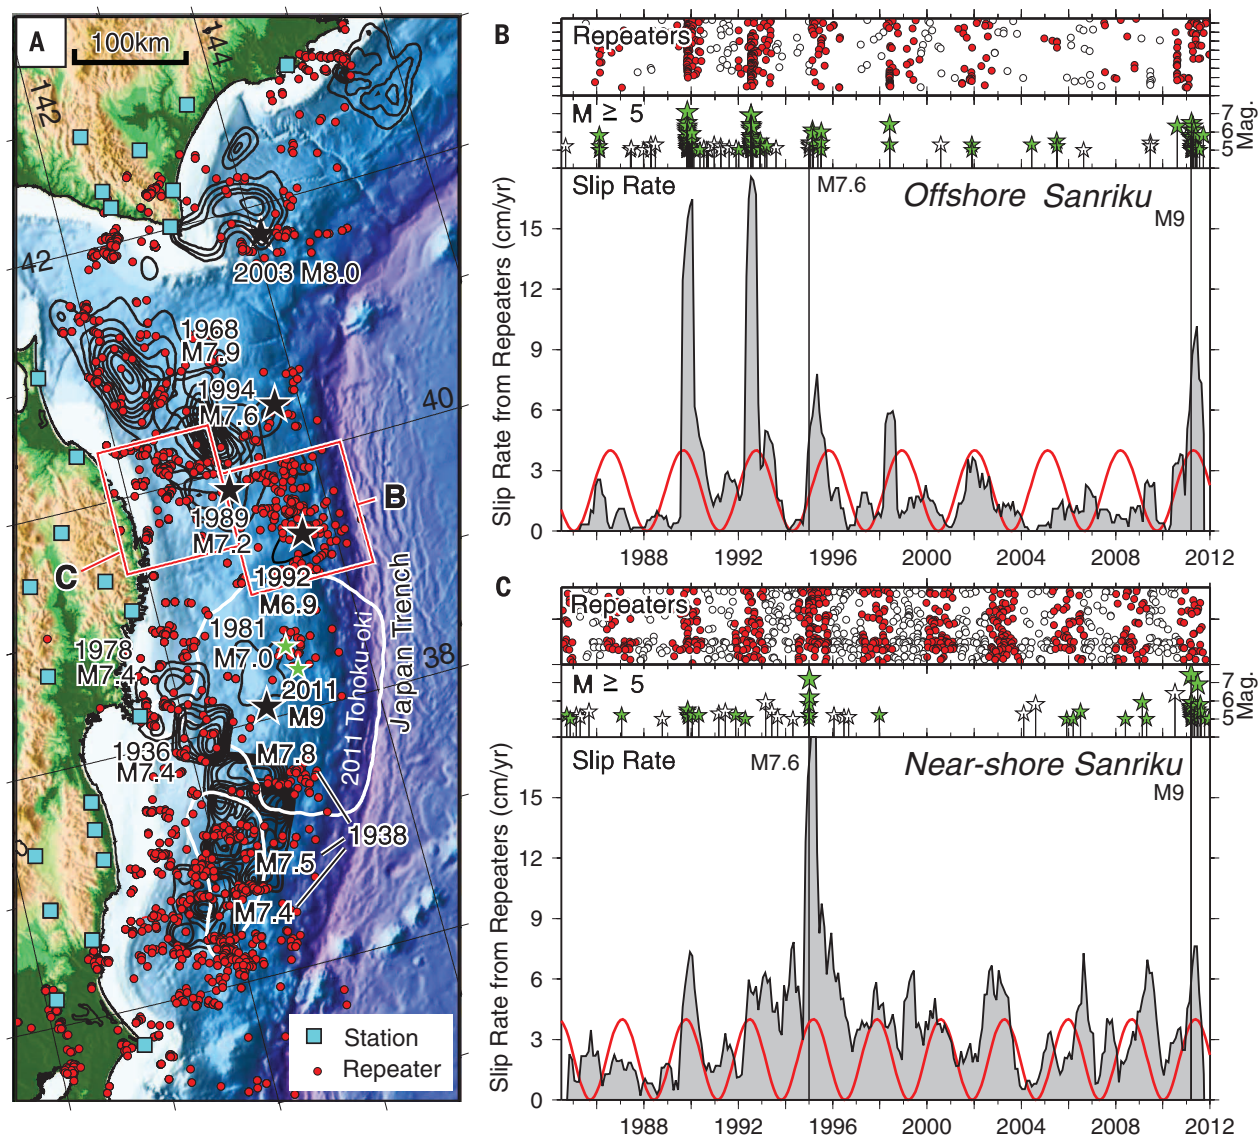 A
100km
144
142
42
2003 M8.0
1968
M7.9
1994
M7.6
40
B
1989
M7.2
C
1992
M6.9
1981
M7.0
1978
M7.4
2011
M9
38
2011 Tohoku-oki
Japan Trench
1936
M7.4
M7.8
1938
M7.5
M7.4
Station
Repeater
B
Repeaters
M ≥ 5
7
6
5
Mag.
Slip Rate
M7.6
Offshore Sanriku
M9
Slip Rate from Repeaters (cm/yr)
15
12
9
6
3
0
1988 1992 1996 2000 2004 2008 2012
C
Repeaters
M ≥ 5
7
6
5
Mag.
Slip Rate
M7.6
Near-shore Sanriku
M9
Slip Rate from Repeaters (cm/yr)
15
12
9
6
3
0
1988 1992 1996 2000 2004 2008 2012